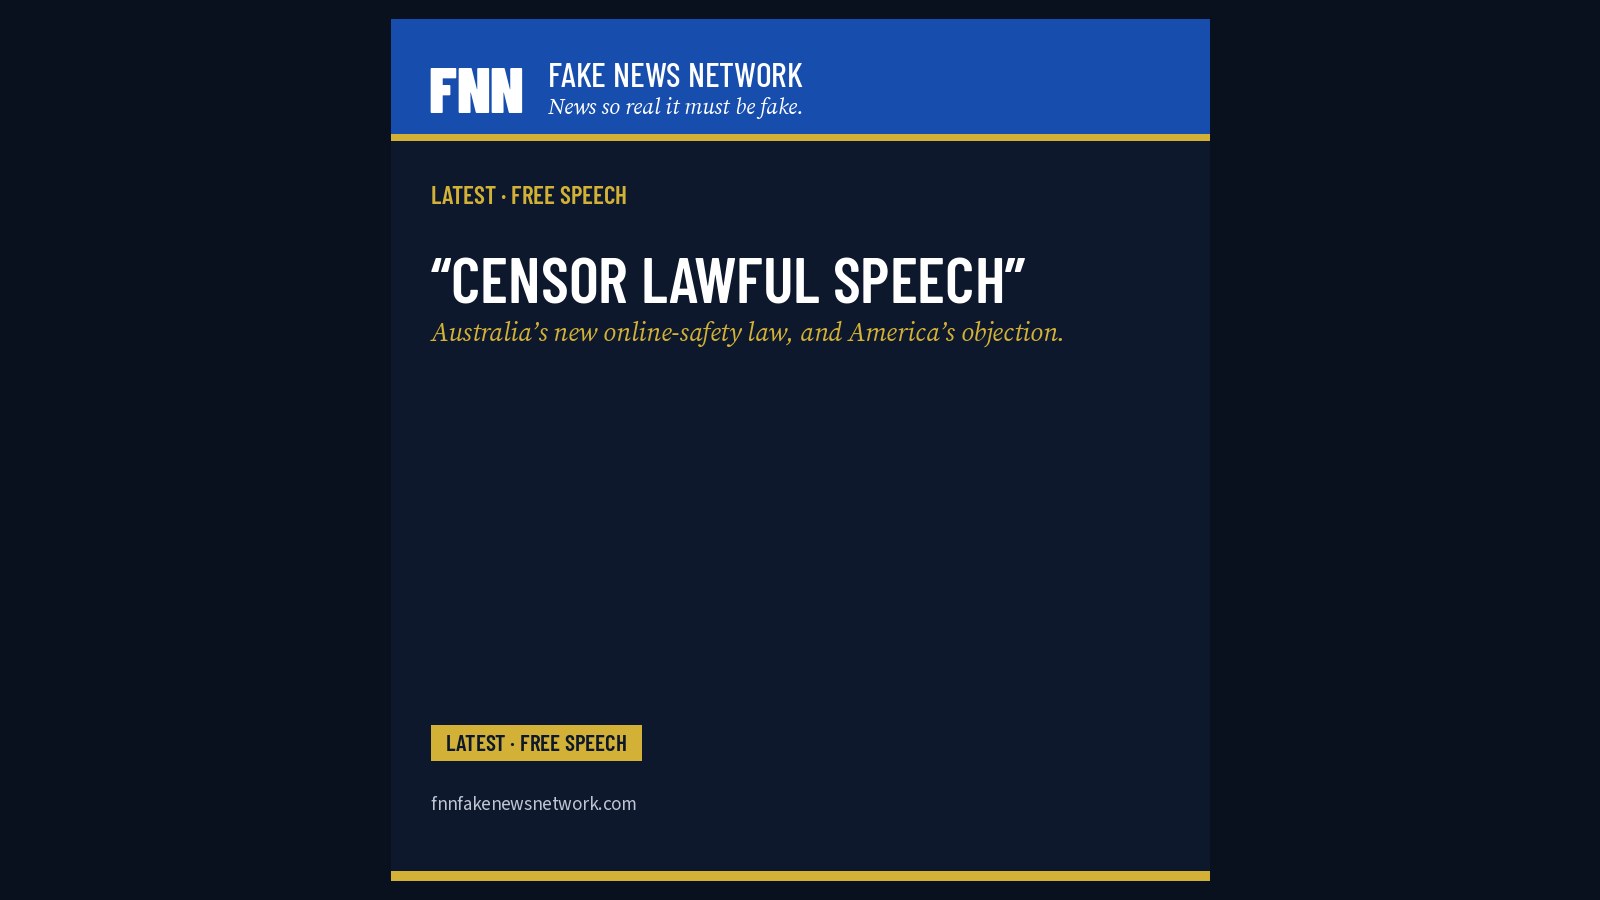 FNN
FAKE NEWS NETWORK
News so real it must be fake.
LATEST · FREE SPEECH
“CENSOR LAWFUL SPEECH”
Australia’s new online-safety law, and America’s objection.
LATEST · FREE SPEECH
fnnfakenewsnetwork.com